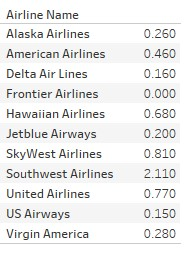 Airline Name
Alaska Airlines 0.260
American Airlines 0.460
Delta Air Lines 0.160
Frontier Airlines 0.000
Hawaiian Airlines 0.680
Jetblue Airways 0.200
SkyWest Airlines 0.810
Southwest Airlines 2.110
United Airlines 0.770
US Airways 0.150
Virgin America 0.280